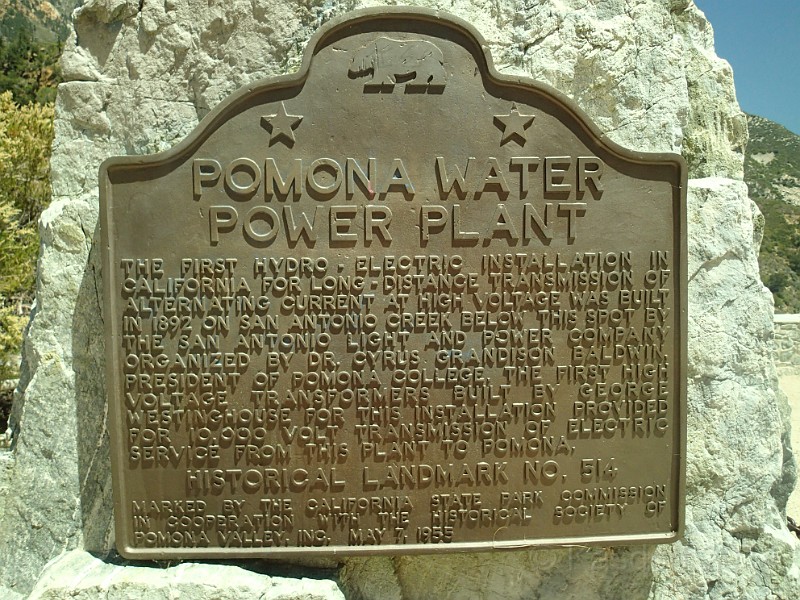 POMONA WATER
POWER PLANT
THE FIRST HYDRO-ELECTRIC INSTALLATION IN
CALIFORNIA FOR LONG-DISTANCE TRANSMISSION OF
ALTERNATING CURRENT AT HIGH VOLTAGE WAS BUILT
IN 1892 ON SAN ANTONIO CREEK BELOW THIS SPOT BY
THE SAN ANTONIO LIGHT AND POWER COMPANY
ORGANIZED BY DR. CYRUS GRANDISON BALDWIN,
PRESIDENT OF POMONA COLLEGE. THE FIRST HIGH
VOLTAGE TRANSFORMERS BUILT BY GEORGE
WESTINGHOUSE FOR THIS INSTALLATION PROVIDED
FOR 10,000 VOLT TRANSMISSION OF ELECTRIC
SERVICE FROM THIS PLANT TO POMONA.
HISTORICAL LANDMARK NO. 514
MARKED BY THE CALIFORNIA STATE PARK COMMISSION
IN COOPERATION WITH THE HISTORICAL SOCIETY OF
POMONA VALLEY, INC. MAY 7, 1955